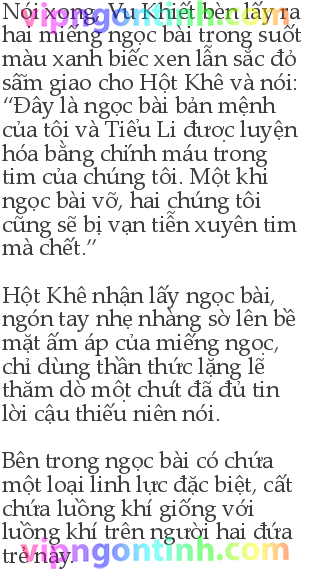 Nói xong, Vu Khiết bèn lấy ra
hai miếng ngọc bài trong suốt
màu xanh biếc xen lẫn sắc đỏ
sẫm giao cho Hột Khê và nói:
“Đây là ngọc bài bản mệnh
của tôi và Tiểu Li được luyện
hóa bằng chính máu trong
tim của chúng tôi. Một khi
ngọc bài vỡ, hai chúng tôi
cũng sẽ bị vạn tiễn xuyên tim
mà chết.”
Hột Khê nhận lấy ngọc bài,
ngón tay nhẹ nhàng sờ lên bề
mặt ấm áp của miếng ngọc,
chỉ dùng thần thức lặng lẽ
thăm dò một chút đã đủ tin
lời cậu thiếu niên nói.
Bên trong ngọc bài có chứa
một loại linh lực đặc biệt, cất
chứa luồng khí giống với
luồng khí trên người hai đứa
trẻ này.
vipngontinh.com
vipngontinh.com